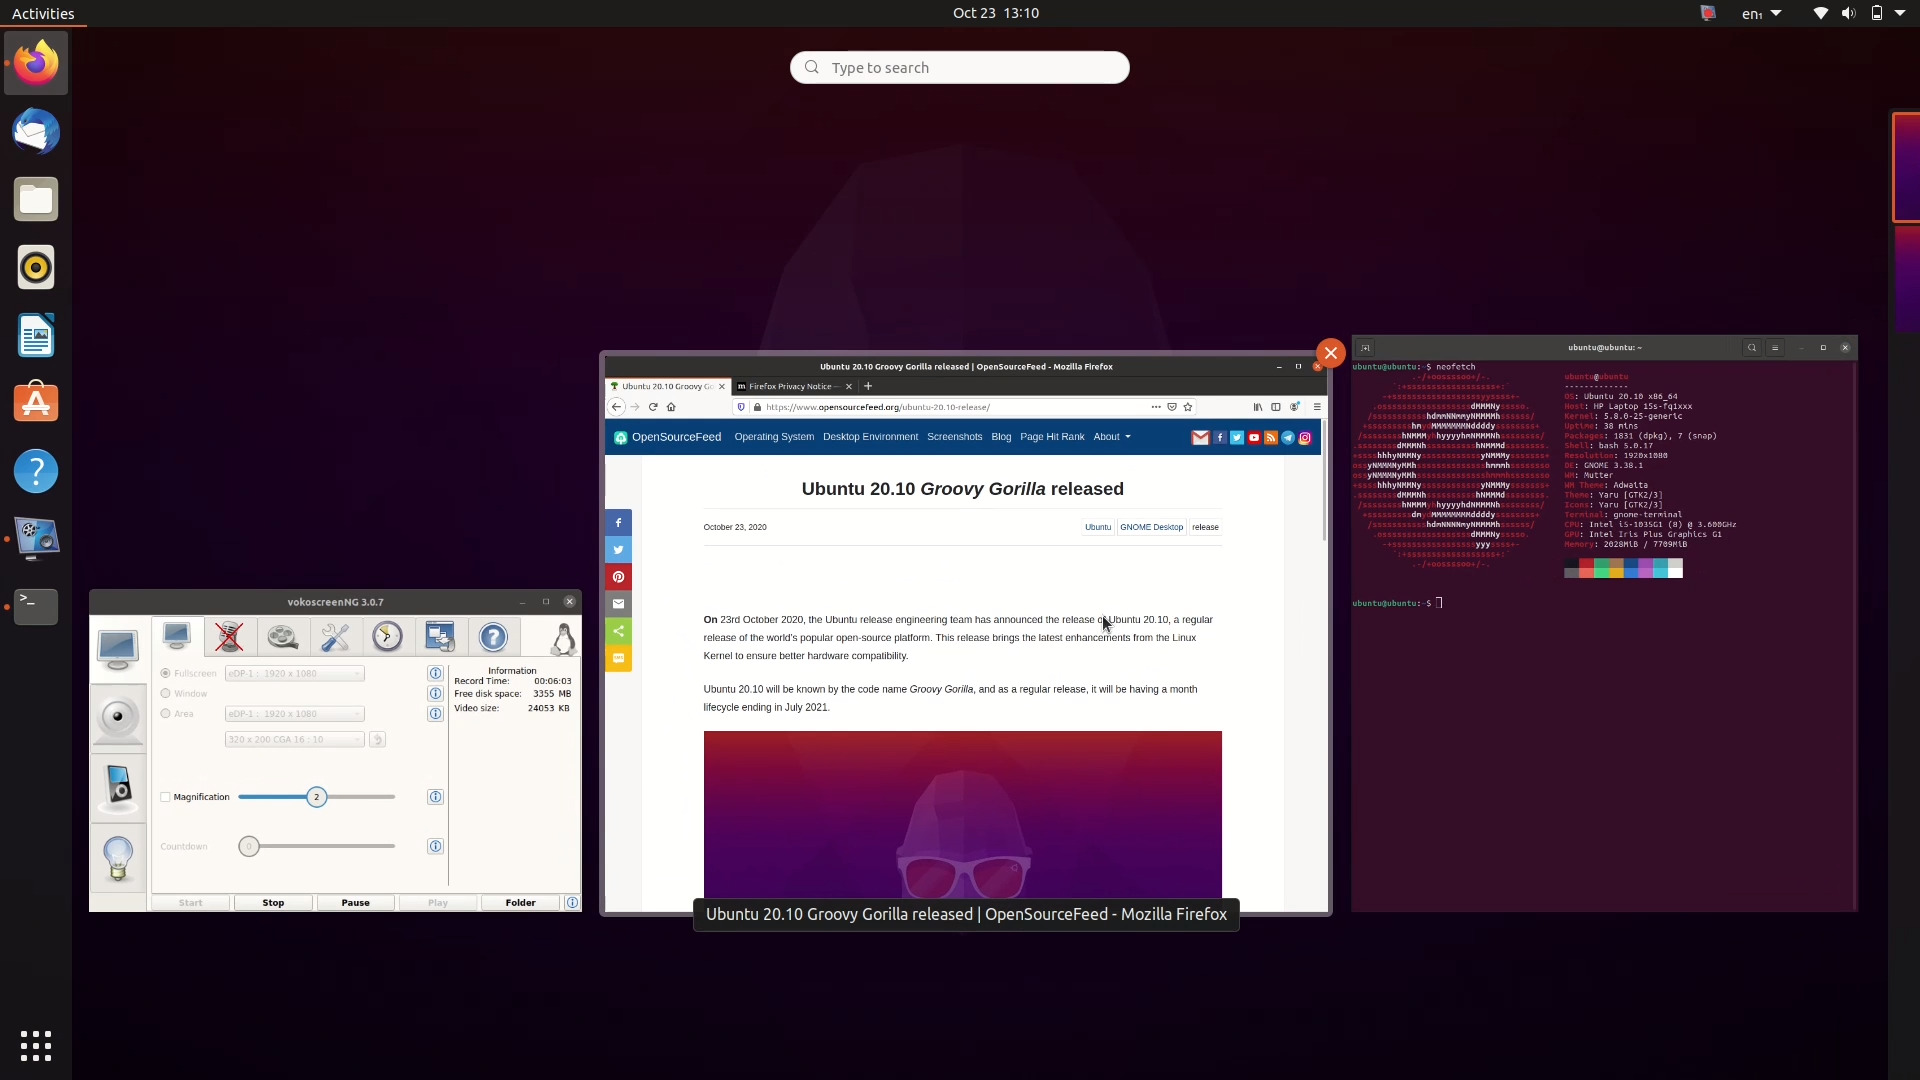 Activities
Oct 23 13:10
en₁
Type to search
vokoscreenNG 3.0.7
Fullscreen
eDP-1 : 1920 x 1080
Window
Area
eDP-1 : 1920 x 1080
320 x 200 CGA 16 : 10
Magnification
2
Countdown
0
Information
Record Time: 00:06:03
Free disk space: 3355 MB
Video size: 24053 KB
Start
Stop
Pause
Play
Folder
Ubuntu 20.10 Groovy Gorilla released | OpenSourceFeed - Mozilla Firefox
Ubuntu 20.10 Groovy Go
Firefox Privacy Notice —
https://www.opensourcefeed.org/ubuntu-20.10-release/
OpenSourceFeed
Operating System
Desktop Environment
Screenshots
Blog
Page Hit Rank
About
Ubuntu 20.10 Groovy Gorilla released
October 23, 2020
Ubuntu
GNOME Desktop
release
On 23rd October 2020, the Ubuntu release engineering team has announced the release of Ubuntu 20.10, a regular
release of the world's popular open-source platform. This release brings the latest enhancements from the Linux
Kernel to ensure better hardware compatibility.
Ubuntu 20.10 will be known by the code name Groovy Gorilla, and as a regular release, it will be having a month
lifecycle ending in July 2021.
Ubuntu 20.10 Groovy Gorilla released | OpenSourceFeed - Mozilla Firefox
ubuntu@ubuntu: ~
ubuntu@ubuntu:~$ neofetch
ubuntu@ubuntu
-------------
OS: Ubuntu 20.10 x86_64
Host: HP Laptop 15s-fq1xxx
Kernel: 5.8.0-25-generic
Uptime: 38 mins
Packages: 1831 (dpkg), 7 (snap)
Shell: bash 5.0.17
Resolution: 1920x1080
DE: GNOME 3.38.1
WM: Mutter
WM Theme: Adwaita
Theme: Yaru [GTK2/3]
Icons: Yaru [GTK2/3]
Terminal: gnome-terminal
CPU: Intel i5-1035G1 (8) @ 3.600GHz
GPU: Intel Iris Plus Graphics G1
Memory: 2028MiB / 7709MiB
ubuntu@ubuntu:~$